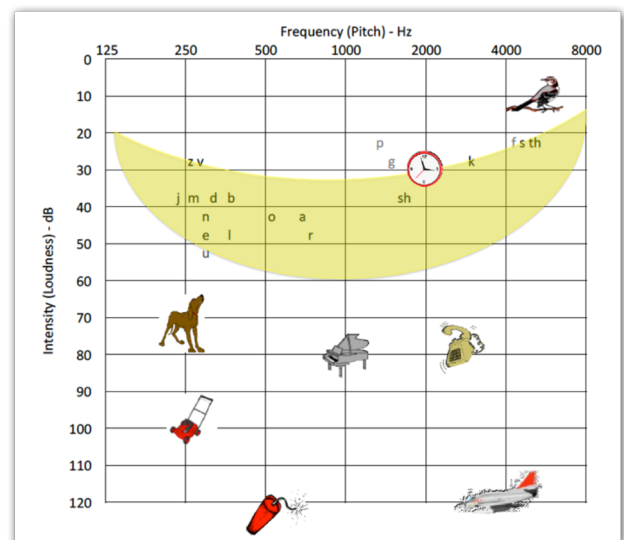 Frequency (Pitch) - Hz
125 250 500 1000 2000 4000 8000
Intensity (Loudness) - dB
0
10
20
p f s th
30
z v g k
j m d b sh
40
n o a
e l r
50
u
60
70
80
90
100
110
120